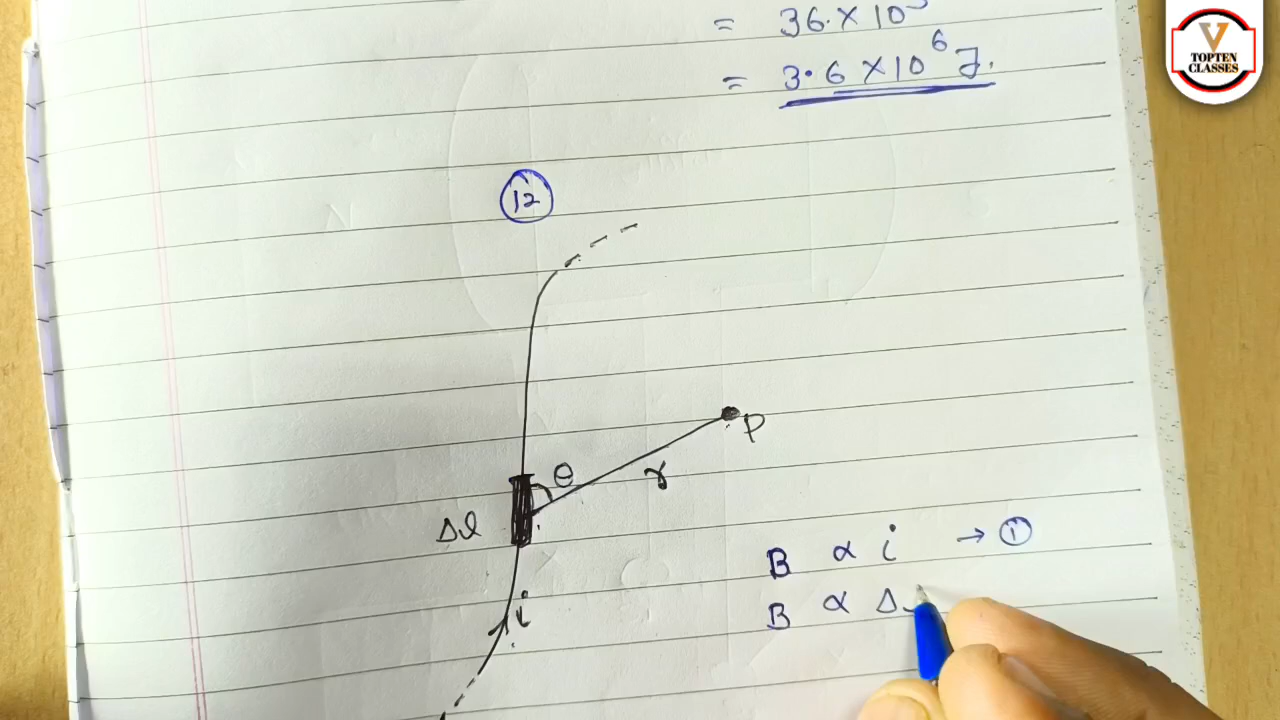 = 36.×10
V
TOPTEN
CLASSES
= 3.6×10⁶ J.
12
P
θ
r
Δl
B ∝ i → ①
B ∝ Δ
i